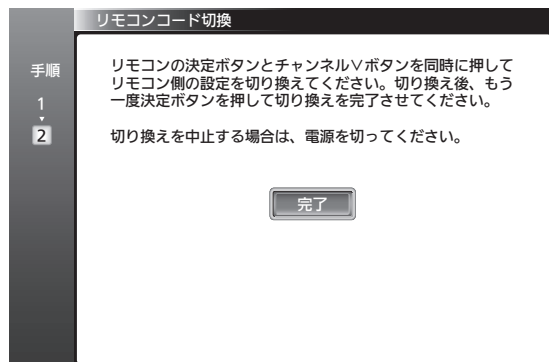 リモコンコード切換
手順
1
2
リモコンの決定ボタンとチャンネル∨ボタンを同時に押して
リモコン側の設定を切り換えてください。切り換え後、もう
一度決定ボタンを押して切り換えを完了させてください。
切り換えを中止する場合は、電源を切ってください。
完了